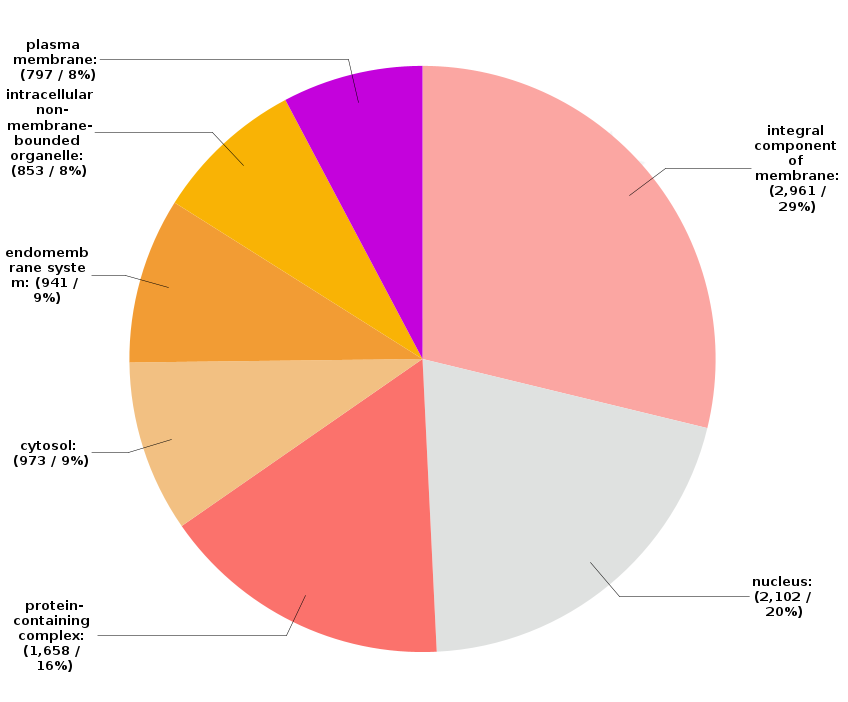 plasma
membrane:
(797 / 8%)
intracellular
non-
membrane-
bounded
organelle:
(853 / 8%)
endomemb
rane syste
m: (941 /
9%)
cytosol:
(973 / 9%)
protein-
containing
complex:
(1,658 /
16%)
integral
component
of
membrane:
(2,961 /
29%)
nucleus:
(2,102 /
20%)